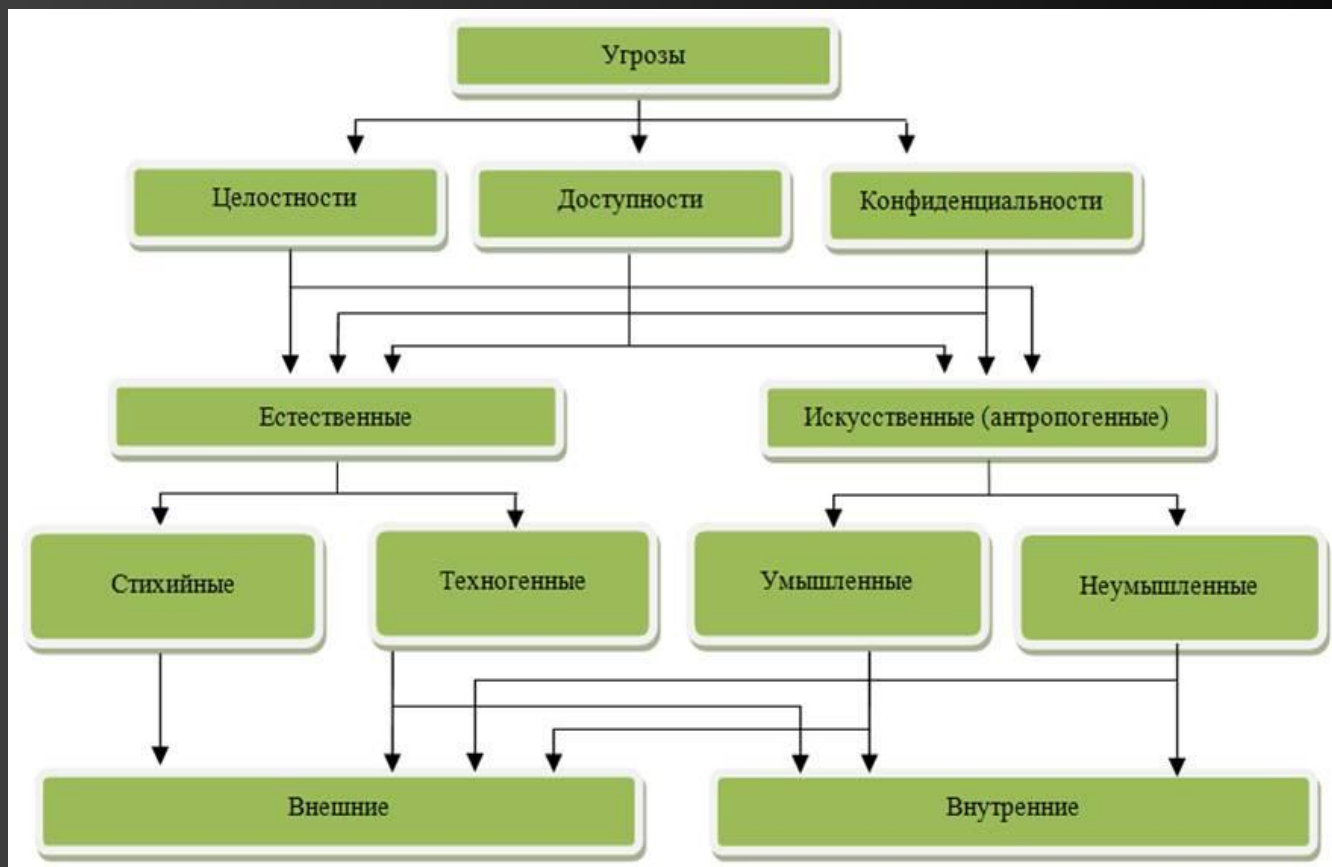 Угрозы
Целостности
Доступности
Конфиденциальности
Естественные
Искусственные (антропогенные)
Стихийные
Техногенные
Умышленные
Неумышленные
Внешние
Внутренние